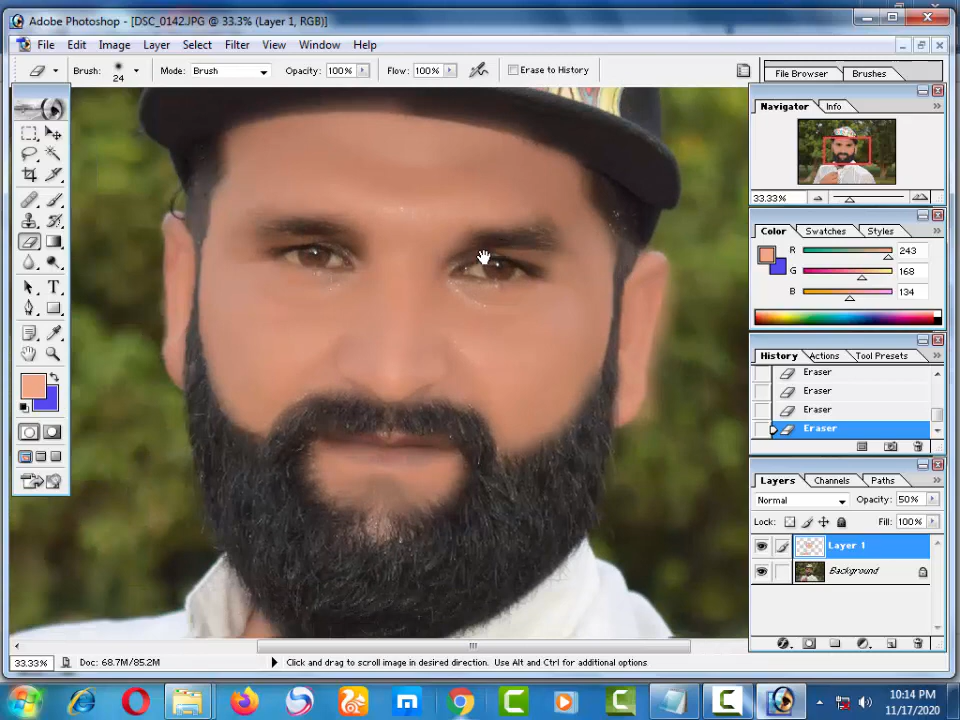 Adobe Photoshop - [DSC_0142.JPG @ 33.3% (Layer 1, RGB)]
File Edit Image Layer Select Filter View Window Help
Brush: 24 Mode: Brush Opacity: 100% Flow: 100% Erase to History File Browser Brushes
Navigator Info
33.33%
Color Swatches Styles
R 243
G 168
B 134
History Actions Tool Presets
Eraser
Eraser
Eraser
Eraser
Layers Channels Paths
Normal Opacity: 50%
Lock: Fill: 100%
Layer 1
Background
33.33% Doc: 68.7M/85.2M Click and drag to scroll image in desired direction. Use Alt and Ctrl for additional options
10:14 PM
11/17/2020